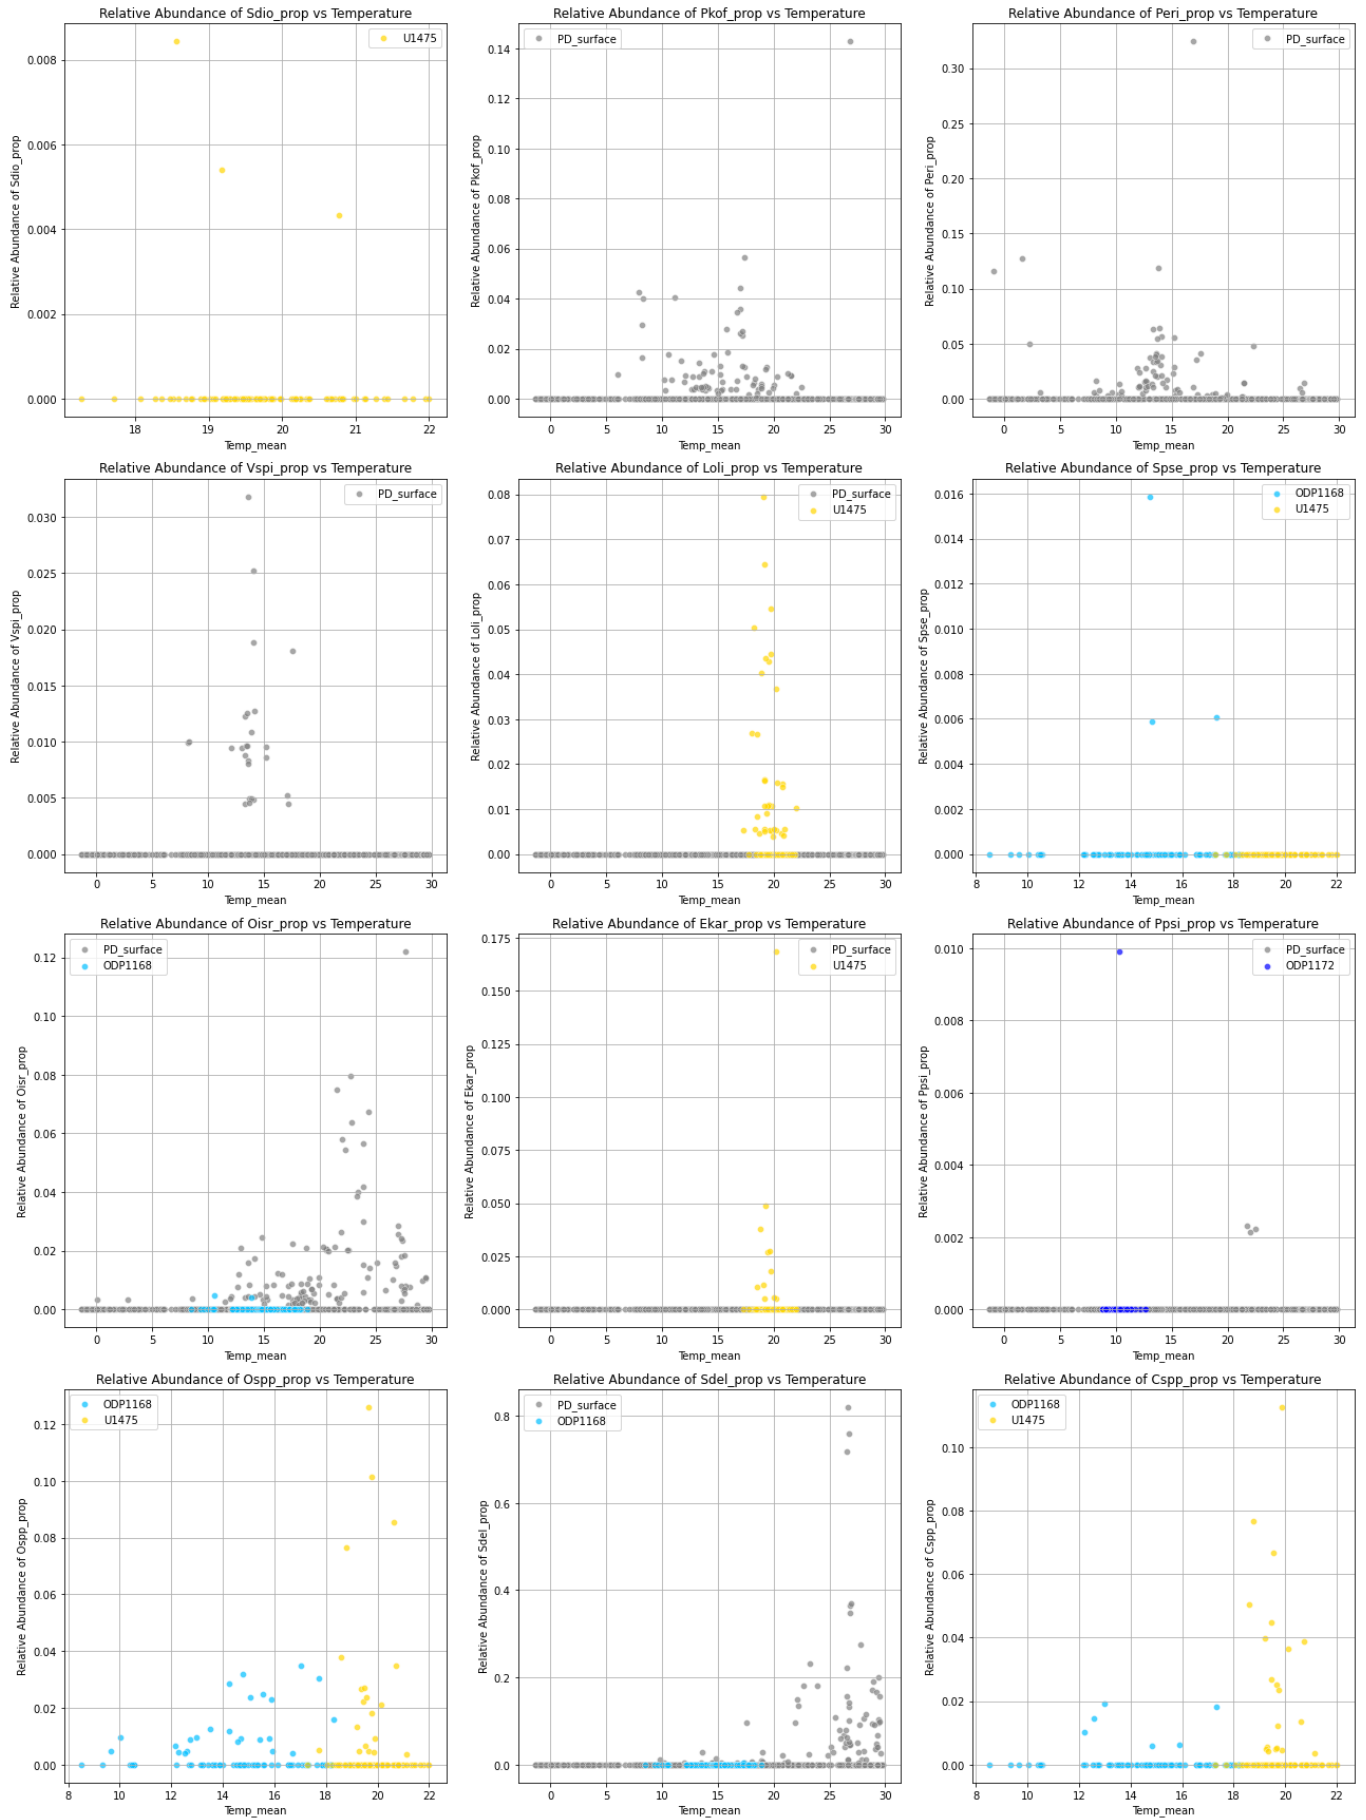 Relative Abundance of Sdio_prop vs Temperature
U1475
Relative Abundance of Sdio_prop
0.008
0.006
0.004
0.002
0.000
18 19 20 21 22
Temp_mean
Relative Abundance of Pkof_prop vs Temperature
PD_surface
Relative Abundance of Pkof_prop
0.14
0.12
0.10
0.08
0.06
0.04
0.02
0.00
0 5 10 15 20 25 30
Temp_mean
Relative Abundance of Peri_prop vs Temperature
PD_surface
Relative Abundance of Peri_prop
0.30
0.25
0.20
0.15
0.10
0.05
0.00
0 5 10 15 20 25 30
Temp_mean
Relative Abundance of Vspi_prop vs Temperature
PD_surface
Relative Abundance of Vspi_prop
0.030
0.025
0.020
0.015
0.010
0.005
0.000
0 5 10 15 20 25 30
Temp_mean
Relative Abundance of Loli_prop vs Temperature
PD_surface
U1475
Relative Abundance of Loli_prop
0.08
0.07
0.06
0.05
0.04
0.03
0.02
0.01
0.00
0 5 10 15 20 25 30
Temp_mean
Relative Abundance of Spse_prop vs Temperature
ODP1168
U1475
Relative Abundance of Spse_prop
0.016
0.014
0.012
0.010
0.008
0.006
0.004
0.002
0.000
8 10 12 14 16 18 20 22
Temp_mean
Relative Abundance of Oisr_prop vs Temperature
PD_surface
ODP1168
Relative Abundance of Oisr_prop
0.12
0.10
0.08
0.06
0.04
0.02
0.00
0 5 10 15 20 25 30
Temp_mean
Relative Abundance of Ekar_prop vs Temperature
PD_surface
U1475
Relative Abundance of Ekar_prop
0.175
0.150
0.125
0.100
0.075
0.050
0.025
0.000
0 5 10 15 20 25 30
Temp_mean
Relative Abundance of Ppsi_prop vs Temperature
PD_surface
ODP1172
Relative Abundance of Ppsi_prop
0.010
0.008
0.006
0.004
0.002
0.000
0 5 10 15 20 25 30
Temp_mean
Relative Abundance of Ospp_prop vs Temperature
ODP1168
U1475
Relative Abundance of Ospp_prop
0.12
0.10
0.08
0.06
0.04
0.02
0.00
8 10 12 14 16 18 20 22
Temp_mean
Relative Abundance of Sdel_prop vs Temperature
PD_surface
ODP1168
Relative Abundance of Sdel_prop
0.8
0.6
0.4
0.2
0.0
0 5 10 15 20 25 30
Temp_mean
Relative Abundance of Cspp_prop vs Temperature
ODP1168
U1475
Relative Abundance of Cspp_prop
0.10
0.08
0.06
0.04
0.02
0.00
8 10 12 14 16 18 20 22
Temp_mean